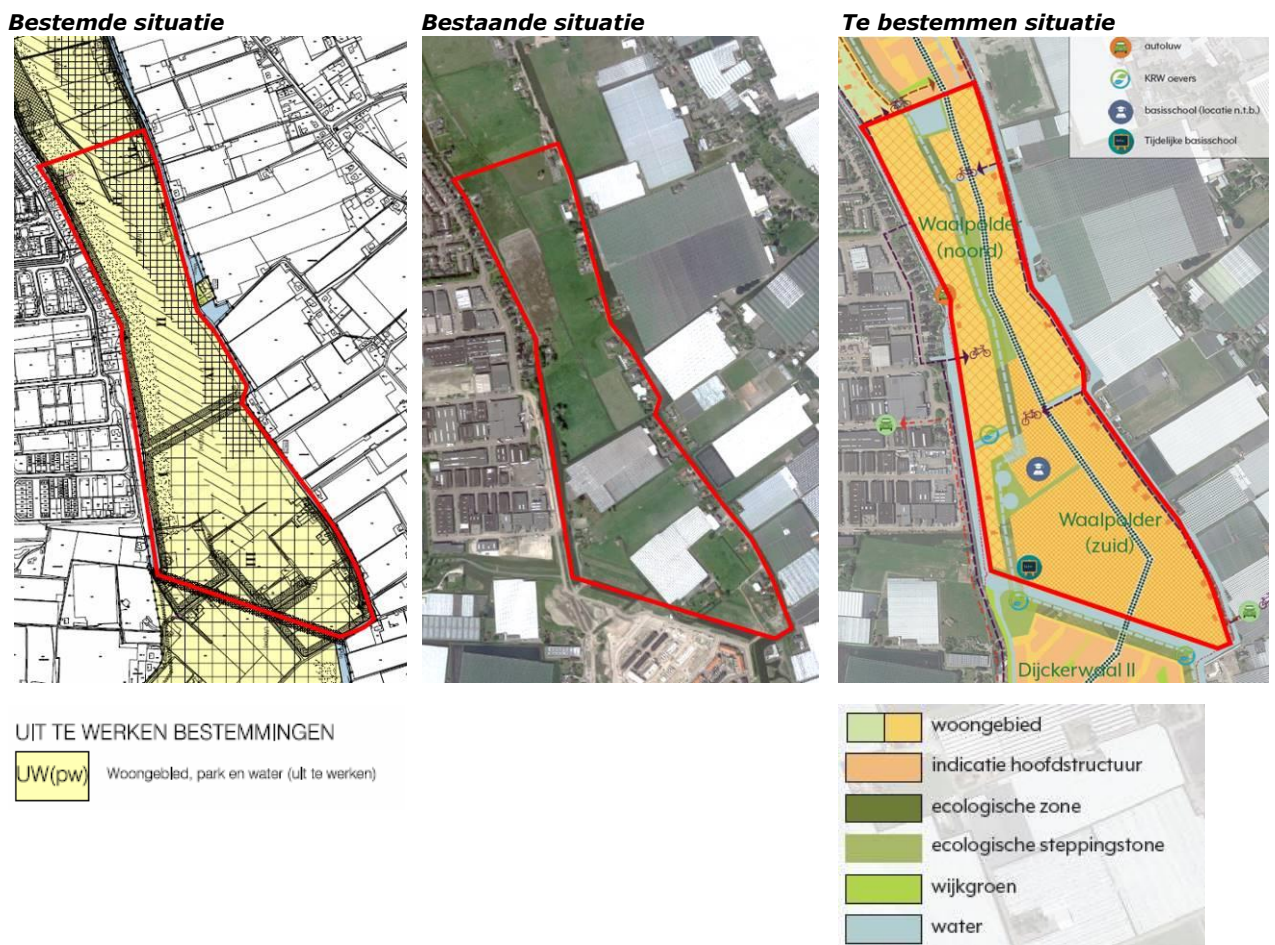 Bestemde situatie
Bestaande situatie
Te bestemmen situatie
autoluw
KRW oevers
basisschool (locatie n.t.b.)
Tijdelijke basisschool
Waalpolder
(noord)
Waalpolder
(zuid)
Dijckerwaal II
II
III
UIT TE WERKEN BESTEMMINGEN
UW(pw)
Woongebied, park en water (uit te werken)
woongebied
indicatie hoofdstructuur
ecologische zone
ecologische steppingstone
wijkgroen
water